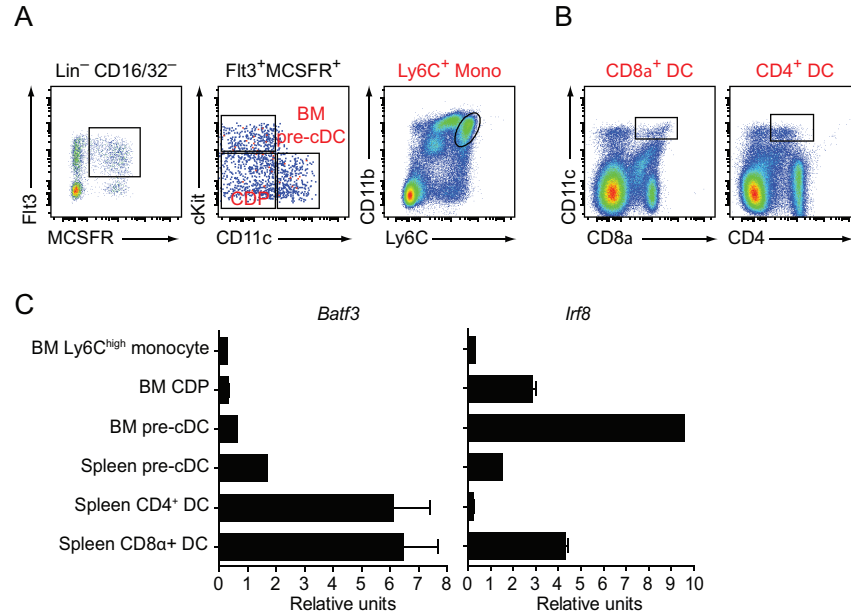 A
B
Lin⁻ CD16/32⁻
Flt3⁺MCSFR⁺
Ly6C⁺ Mono
CD8a⁺ DC
CD4⁺ DC
Flt3
MCSFR
cKit
CD11c
BM
pre-cDC
CDP
CD11b
Ly6C
CD11c
CD8a
CD4
C
Batf3
Irf8
BM Ly6Cʰⁱᵍʰ monocyte
BM CDP
BM pre-cDC
Spleen pre-cDC
Spleen CD4⁺ DC
Spleen CD8α+ DC
0 1 2 3 4 5 6 7 8
0 1 2 3 4 5 6 7 8 9 10
Relative units
Relative units